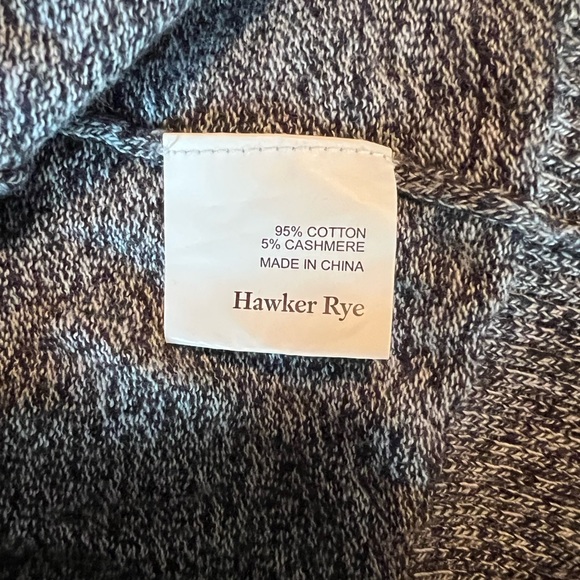 95% COTTON
5% CASHMERE
MADE IN CHINA
Hawker Rye